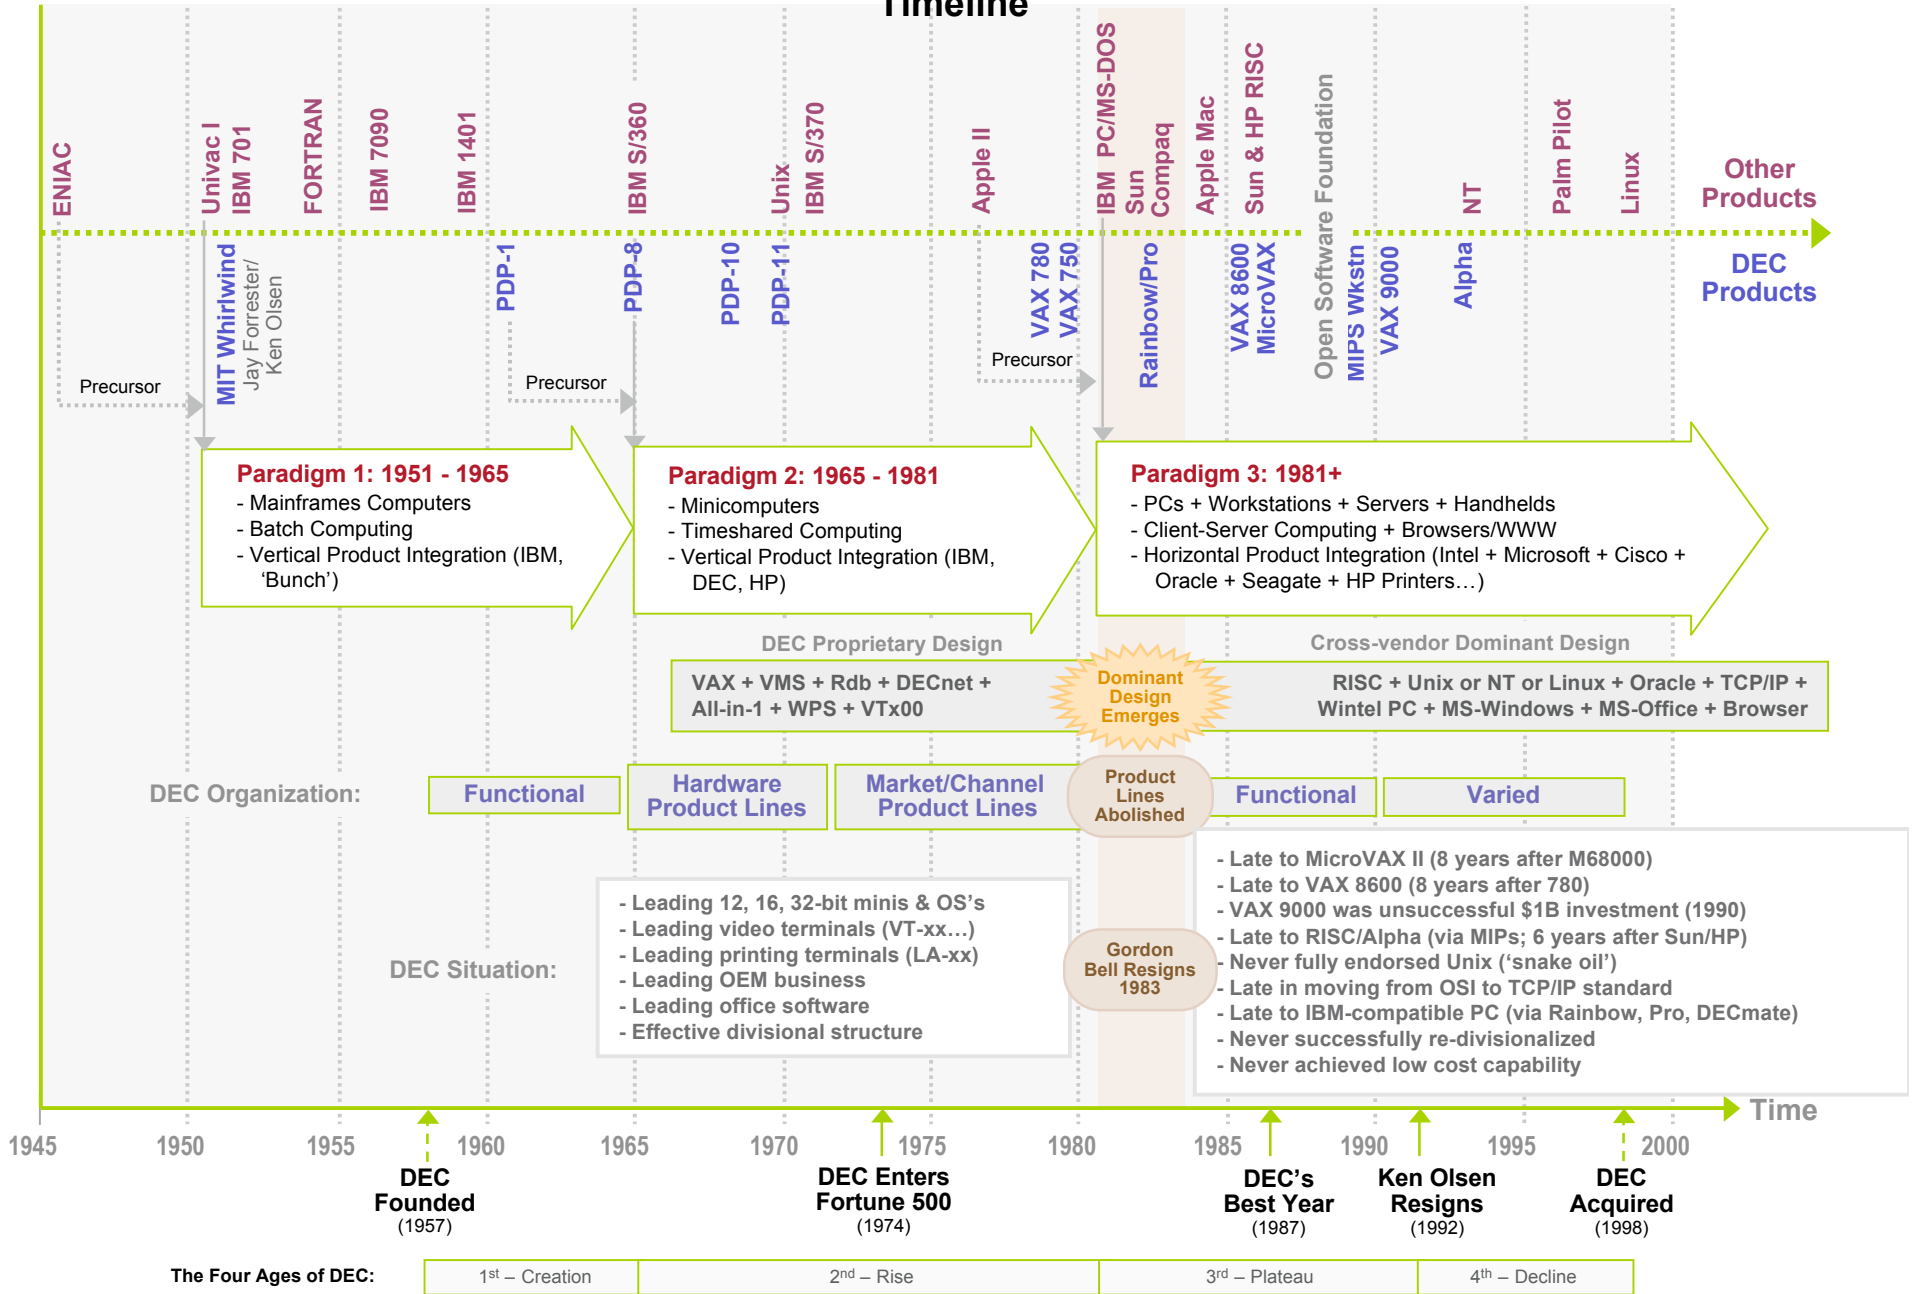 Timeline
ENIAC
Univac I
IBM 701
FORTRAN
IBM 7090
IBM 1401
IBM S/360
Unix
IBM S/370
Apple II
IBM PC/MS-DOS
Sun
Compaq
Apple Mac
Sun & HP RISC
Open Software Foundation
NT
Palm Pilot
Linux
Other
Products
DEC
Products
MIT Whirlwind
Jay Forrester/
Ken Olsen
PDP-1
PDP-8
PDP-10
PDP-11
VAX 780
VAX 750
Rainbow/Pro
VAX 8600
MicroVAX
MIPS Wkstn
VAX 9000
Alpha
Precursor
Precursor
Precursor
Paradigm 1: 1951 - 1965
- Mainframes Computers
- Batch Computing
- Vertical Product Integration (IBM,
‘Bunch’)
Paradigm 2: 1965 - 1981
- Minicomputers
- Timeshared Computing
- Vertical Product Integration (IBM,
DEC, HP)
Paradigm 3: 1981+
- PCs + Workstations + Servers + Handhelds
- Client-Server Computing + Browsers/WWW
- Horizontal Product Integration (Intel + Microsoft + Cisco +
Oracle + Seagate + HP Printers…)
DEC Proprietary Design
Cross-vendor Dominant Design
VAX + VMS + Rdb + DECnet +
All-in-1 + WPS + VTx00
Dominant
Design
Emerges
RISC + Unix or NT or Linux + Oracle + TCP/IP +
Wintel PC + MS-Windows + MS-Office + Browser
DEC Organization:
Functional
Hardware
Product Lines
Market/Channel
Product Lines
Product
Lines
Abolished
Functional
Varied
DEC Situation:
- Leading 12, 16, 32-bit minis & OS's
- Leading video terminals (VT-xx…)
- Leading printing terminals (LA-xx)
- Leading OEM business
- Leading office software
- Effective divisional structure
Gordon
Bell Resigns
1983
- Late to MicroVAX II (8 years after M68000)
- Late to VAX 8600 (8 years after 780)
- VAX 9000 was unsuccessful $1B investment (1990)
- Late to RISC/Alpha (via MIPs; 6 years after Sun/HP)
- Never fully endorsed Unix (‘snake oil’)
- Late in moving from OSI to TCP/IP standard
- Late to IBM-compatible PC (via Rainbow, Pro, DECmate)
- Never successfully re-divisionalized
- Never achieved low cost capability
Time
1945 1950 1955 1960 1965 1970 1975 1980 1985 1990 1995 2000
DEC
Founded
(1957)
DEC Enters
Fortune 500
(1974)
DEC's
Best Year
(1987)
Ken Olsen
Resigns
(1992)
DEC
Acquired
(1998)
The Four Ages of DEC:
1st – Creation
2nd – Rise
3rd – Plateau
4th – Decline